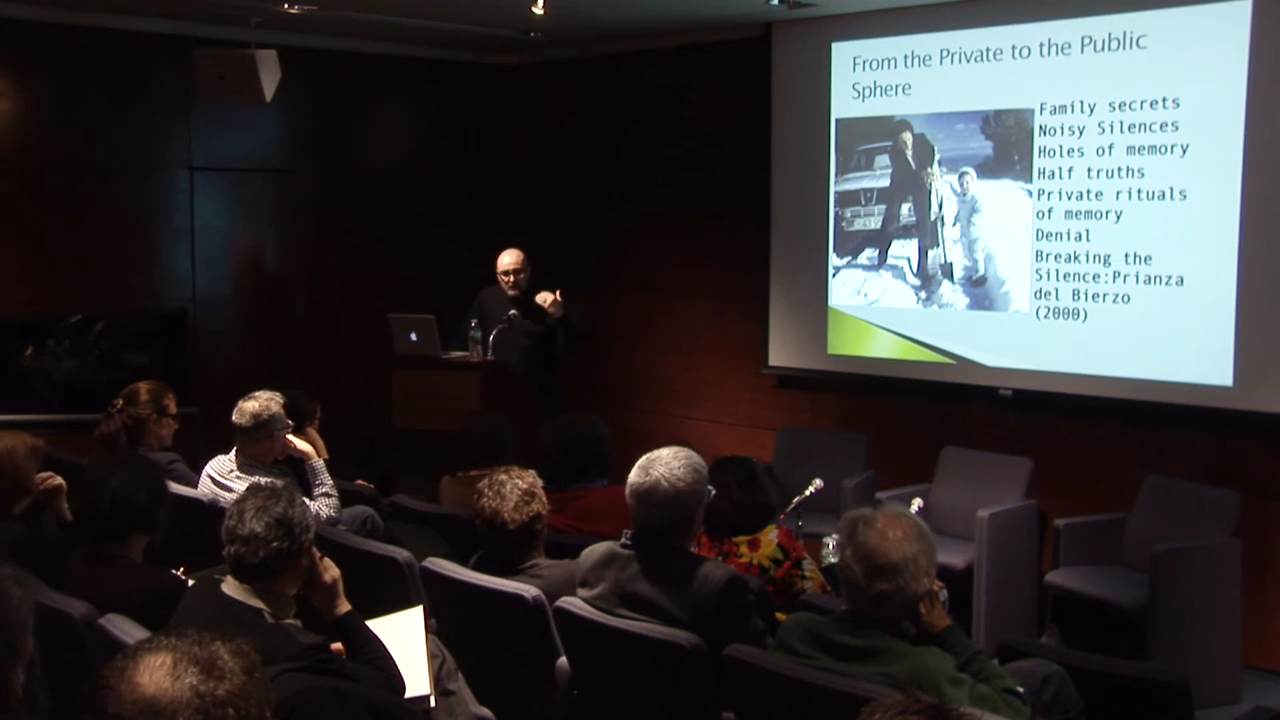 From the Private to the Public
Sphere
Family secrets
Noisy Silences
Holes of memory
Half truths
Private rituals
of memory
Denial
Breaking the
Silence:Prianza
del Bierzo
(2000)